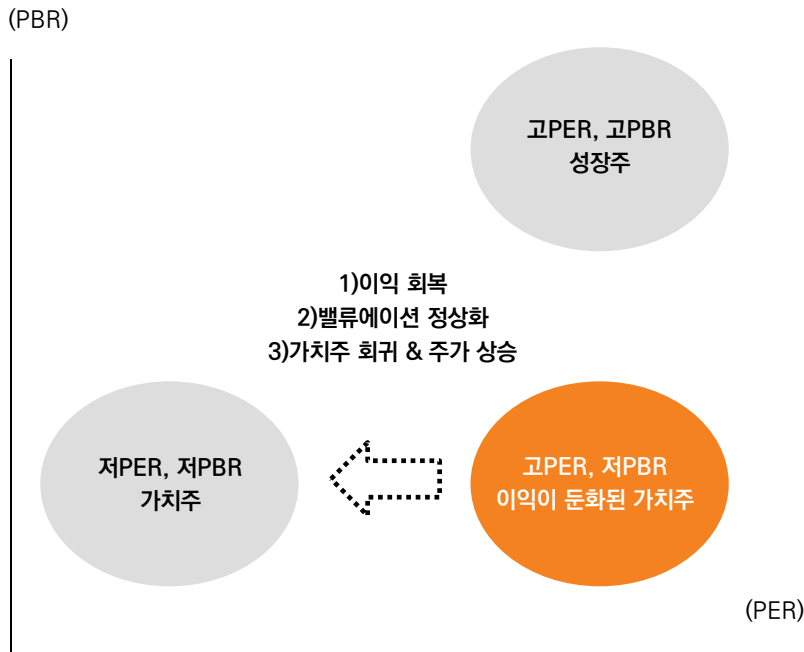 (PBR)
고PER, 고PBR
성장주
1)이익 회복
2)밸류에이션 정상화
3)가치주 회귀 & 주가 상승
저PER, 저PBR
가치주
고PER, 저PBR
이익이 둔화된 가치주
(PER)